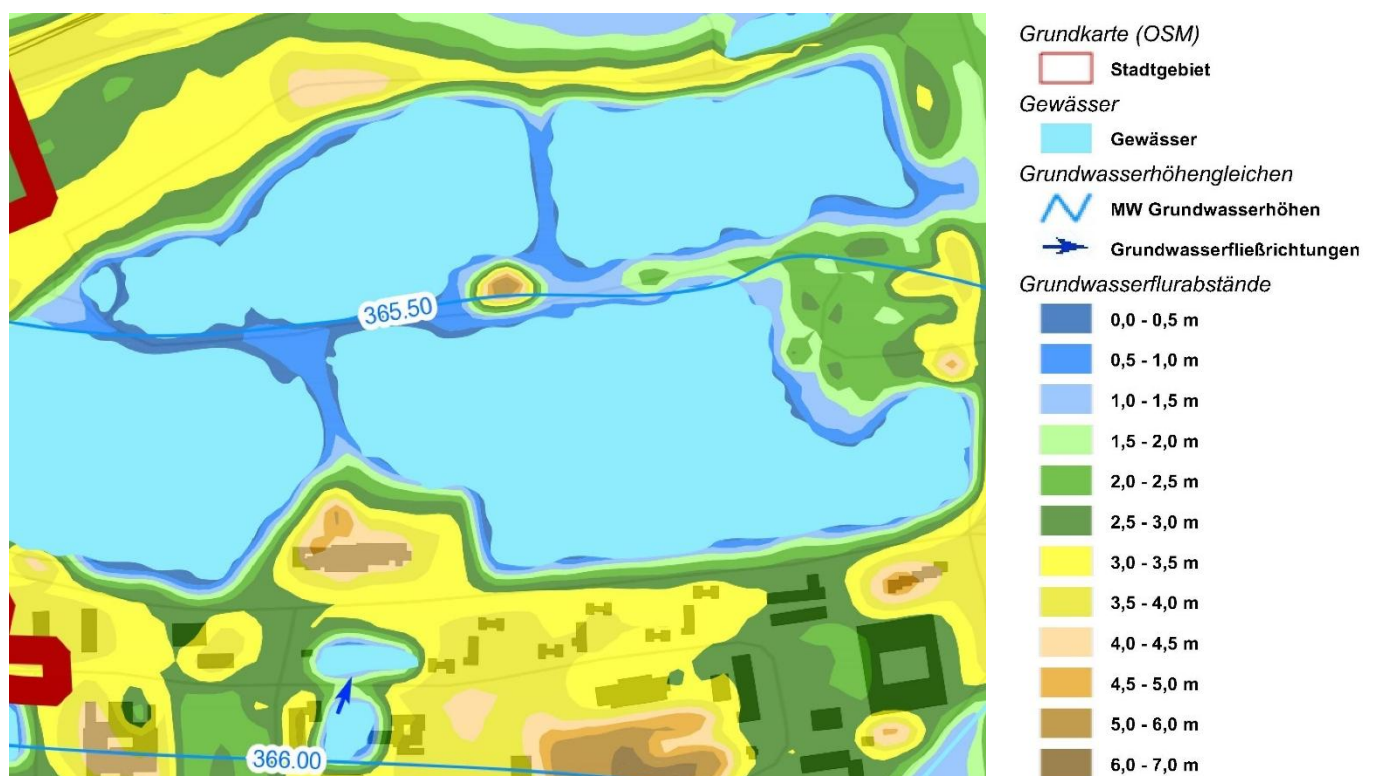 365.50
366.00
Grundkarte (OSM)
Stadtgebiet
Gewässer
Gewässer
Grundwasserhöhengleichen
MW Grundwasserhöhen
Grundwasserfließrichtungen
Grundwasserflurabstände
0,0 - 0,5 m
0,5 - 1,0 m
1,0 - 1,5 m
1,5 - 2,0 m
2,0 - 2,5 m
2,5 - 3,0 m
3,0 - 3,5 m
3,5 - 4,0 m
4,0 - 4,5 m
4,5 - 5,0 m
5,0 - 6,0 m
6,0 - 7,0 m